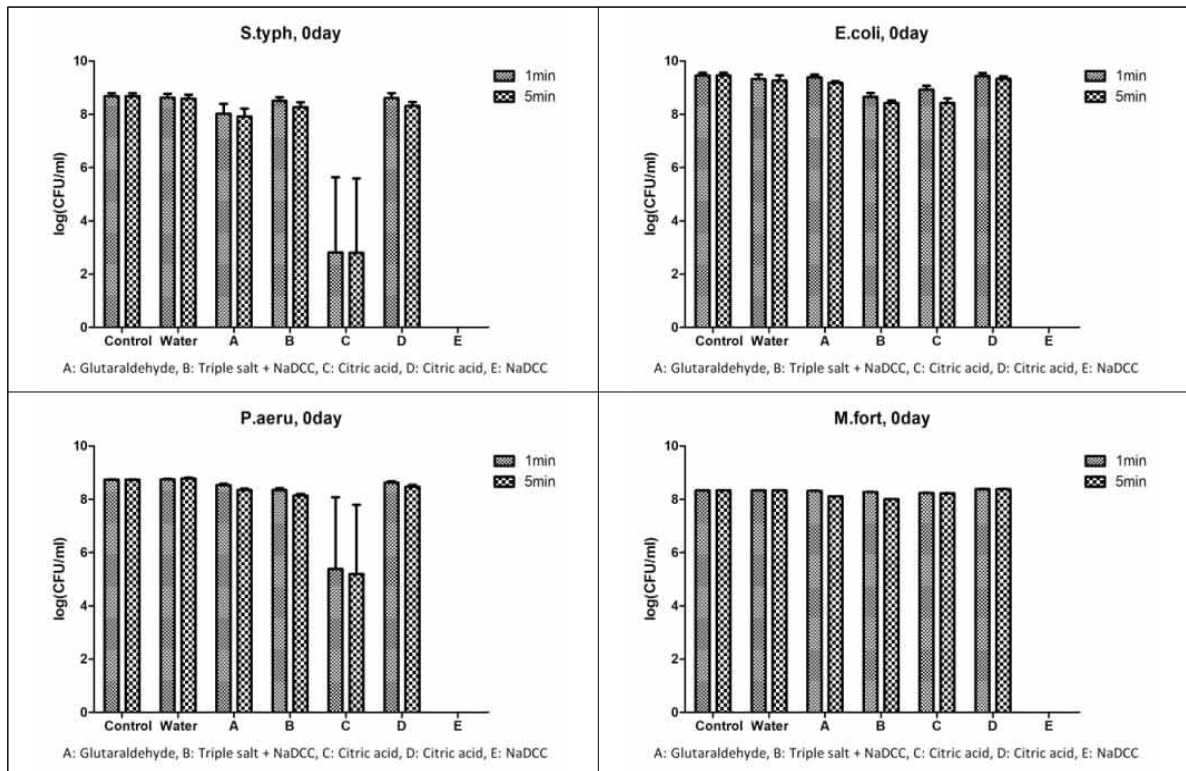 S.typh, 0day
10
8
6
4
2
0
log(CFU/ml)
1min
5min
Control Water A B C D E
A: Glutaraldehyde, B: Triple salt + NaDCC, C: Citric acid, D: Citric acid, E: NaDCC
E.coli, 0day
10
8
6
4
2
0
log(CFU/ml)
1min
5min
Control Water A B C D E
A: Glutaraldehyde, B: Triple salt + NaDCC, C: Citric acid, D: Citric acid, E: NaDCC
P.aeru, 0day
10
8
6
4
2
0
log(CFU/ml)
1min
5min
Control Water A B C D E
A: Glutaraldehyde, B: Triple salt + NaDCC, C: Citric acid, D: Citric acid, E: NaDCC
M.fort, 0day
10
8
6
4
2
0
log(CFU/ml)
1min
5min
Control Water A B C D E
A: Glutaraldehyde, B: Triple salt + NaDCC, C: Citric acid, D: Citric acid, E: NaDCC